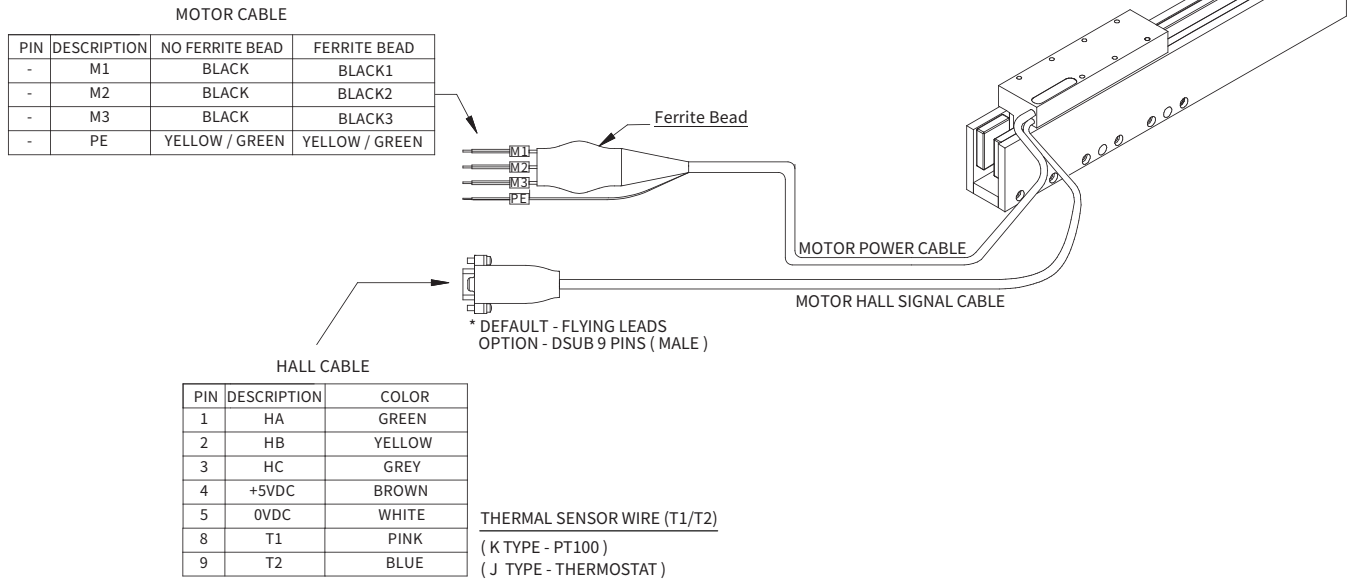 MOTOR CABLE
PIN DESCRIPTION NO FERRITE BEAD FERRITE BEAD
- M1 BLACK BLACK1
- M2 BLACK BLACK2
- M3 BLACK BLACK3
- PE YELLOW / GREEN YELLOW / GREEN
Ferrite Bead
M1
M2
M3
PE
MOTOR POWER CABLE
MOTOR HALL SIGNAL CABLE
* DEFAULT - FLYING LEADS
OPTION - DSUB 9 PINS ( MALE )
HALL CABLE
PIN DESCRIPTION COLOR
1 HA GREEN
2 HB YELLOW
3 HC GREY
4 +5VDC BROWN
5 0VDC WHITE
8 T1 PINK
9 T2 BLUE
THERMAL SENSOR WIRE (T1/T2)
( K TYPE - PT100 )
( J TYPE - THERMOSTAT )